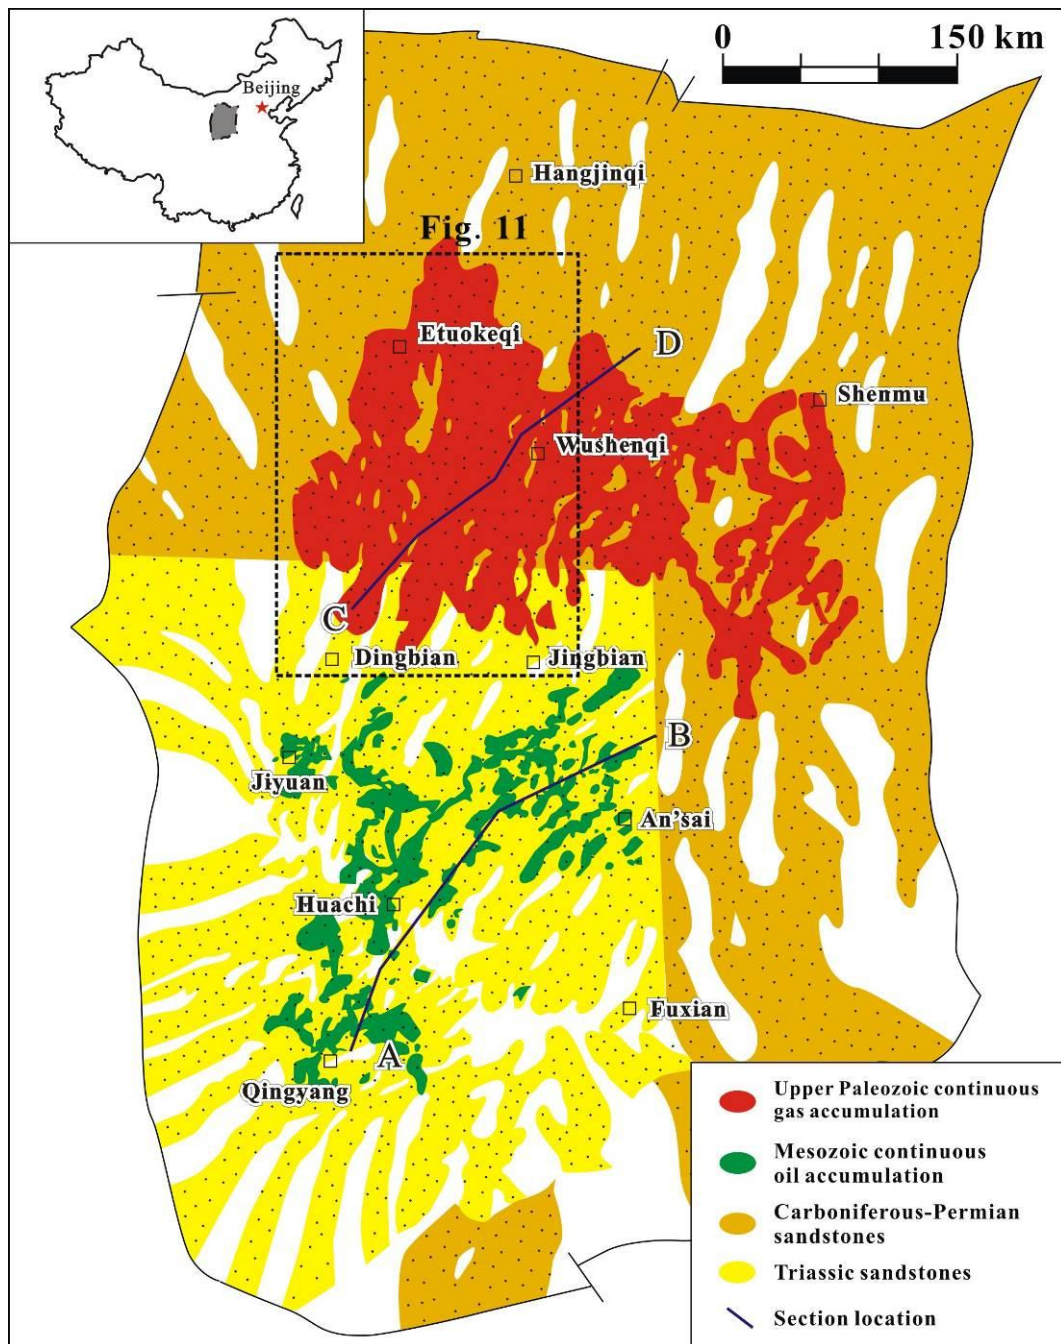 Beijing
0 150 km
Hangjinqi
Fig. 11
Etuokeqi
D
Shenmu
Wushenqi
C
Dingbian
Jingbian
B
Jiyuan
An'sai
Huachi
Fuxian
A
Qingyang
Upper Paleozoic continuous
gas accumulation
Mesozoic continuous
oil accumulation
Carboniferous-Permian
sandstones
Triassic sandstones
Section location